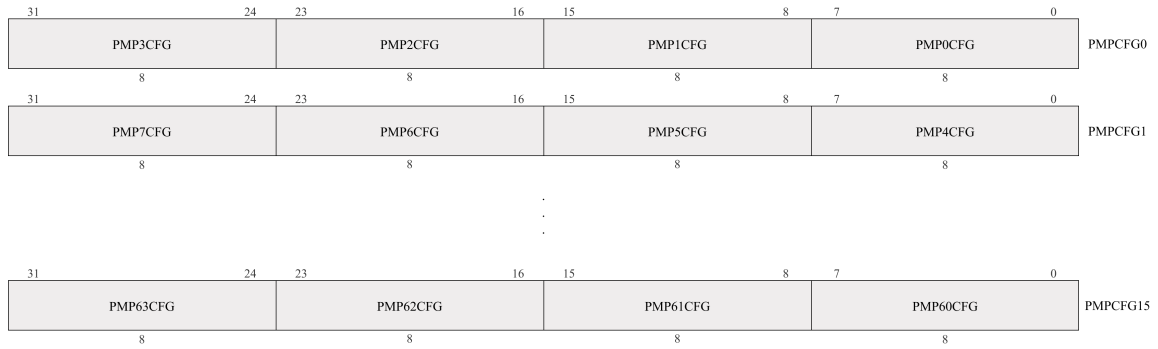 31 24 23 16 15 8 7 0
PMP3CFG PMP2CFG PMP1CFG PMP0CFG PMPCFG0
8 8 8 8
31 24 23 16 15 8 7 0
PMP7CFG PMP6CFG PMP5CFG PMP4CFG PMPCFG1
8 8 8 8
.
.
.
31 24 23 16 15 8 7 0
PMP63CFG PMP62CFG PMP61CFG PMP60CFG PMPCFG15
8 8 8 8